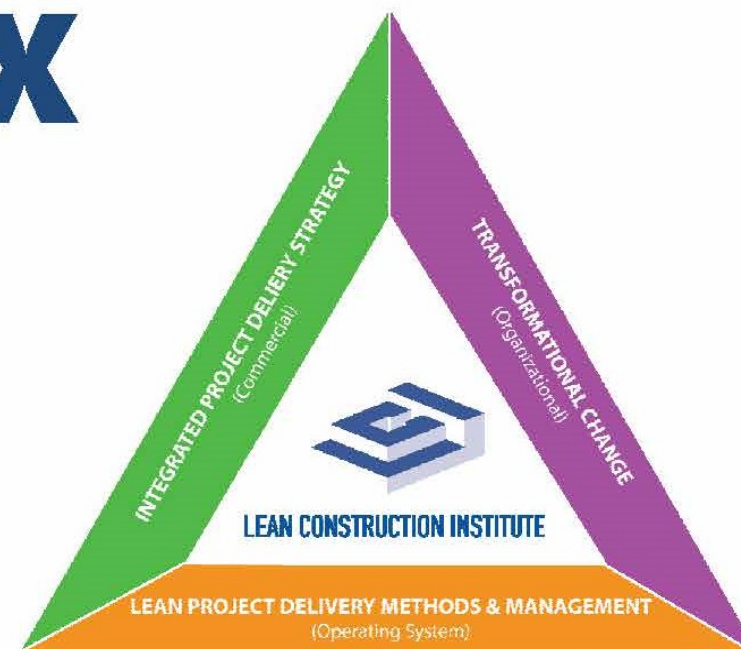 X
INTEGRATED PROJECT DELIERY STRATEGY
(Commercial)
TRANSFORMATIONAL CHANGE
(Organizational)
LEAN CONSTRUCTION INSTITUTE
LEAN PROJECT DELIVERY METHODS & MANAGEMENT
(Operating System)